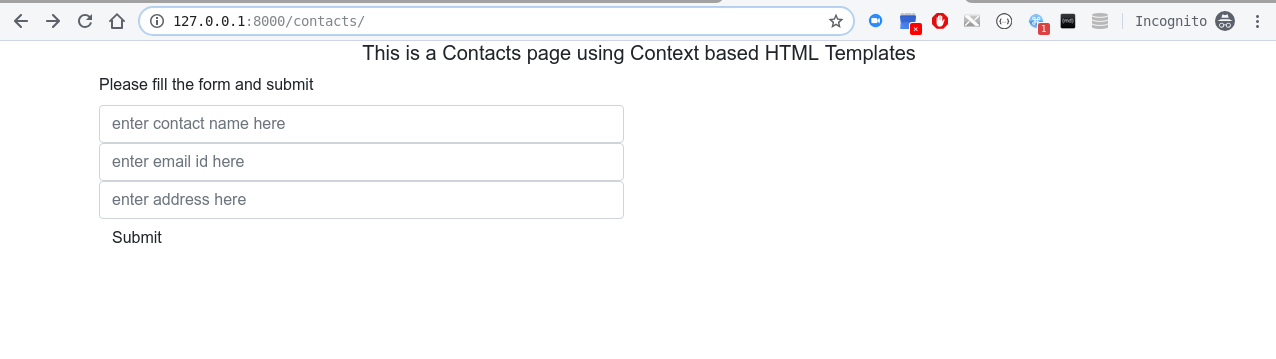 127.0.0.1:8000/contacts/
1
Incognito
This is a Contacts page using Context based HTML Templates
Please fill the form and submit
enter contact name here
enter email id here
enter address here
Submit